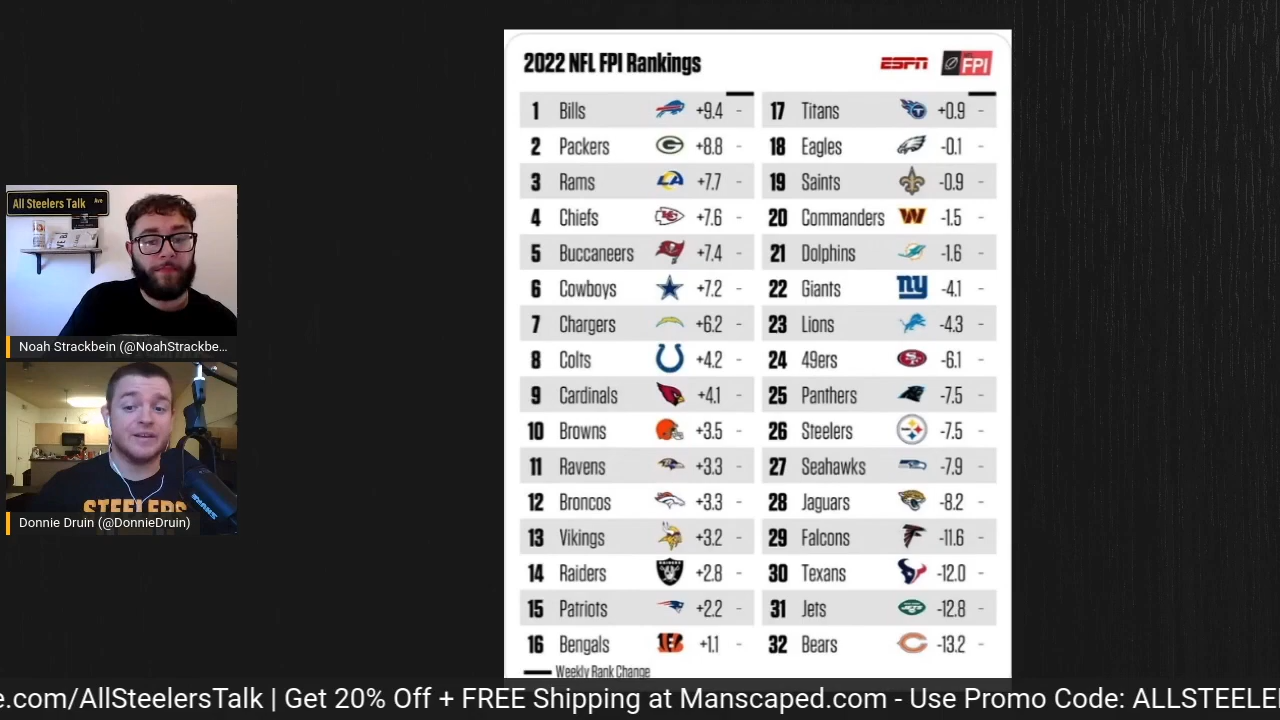 All Steelers Talk Ave
Noah Strackbein (@NoahStrackbe...
STEELERS
Donnie Druin (@DonnieDruin)
2022 NFL FPI Rankings
ESPN FPI
1 Bills +9.4 -
2 Packers +8.8 -
3 Rams +7.7 -
4 Chiefs +7.6 -
5 Buccaneers +7.4 -
6 Cowboys +7.2 -
7 Chargers +6.2 -
8 Colts +4.2 -
9 Cardinals +4.1 -
10 Browns +3.5 -
11 Ravens +3.3 -
12 Broncos +3.3 -
13 Vikings +3.2 -
14 Raiders +2.8 -
15 Patriots +2.2 -
16 Bengals +1.1 -
17 Titans +0.9 -
18 Eagles -0.1 -
19 Saints -0.9 -
20 Commanders -1.5 -
21 Dolphins -1.6 -
22 Giants -4.1 -
23 Lions -4.3 -
24 49ers -6.1 -
25 Panthers -7.5 -
26 Steelers -7.5 -
27 Seahawks -7.9 -
28 Jaguars -8.2 -
29 Falcons -11.6 -
30 Texans -12.0 -
31 Jets -12.8 -
32 Bears -13.2 -
Weekly Rank Change
e.com/AllSteelersTalk | Get 20% Off + FREE Shipping at Manscaped.com - Use Promo Code: ALLSTEELE